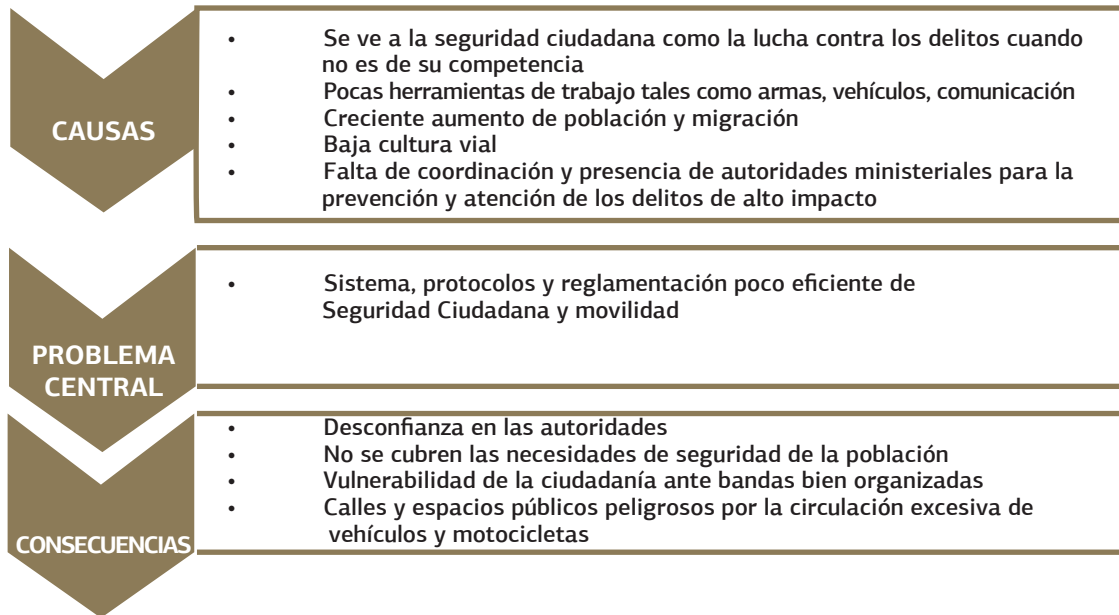 CAUSAS
• Se ve a la seguridad ciudadana como la lucha contra los delitos cuando
no es de su competencia
• Pocas herramientas de trabajo tales como armas, vehículos, comunicación
• Creciente aumento de población y migración
• Baja cultura vial
• Falta de coordinación y presencia de autoridades ministeriales para la
prevención y atención de los delitos de alto impacto
PROBLEMA
CENTRAL
• Sistema, protocolos y reglamentación poco eficiente de
Seguridad Ciudadana y movilidad
CONSECUENCIAS
• Desconfianza en las autoridades
• No se cubren las necesidades de seguridad de la población
• Vulnerabilidad de la ciudadanía ante bandas bien organizadas
• Calles y espacios públicos peligrosos por la circulación excesiva de
vehículos y motocicletas